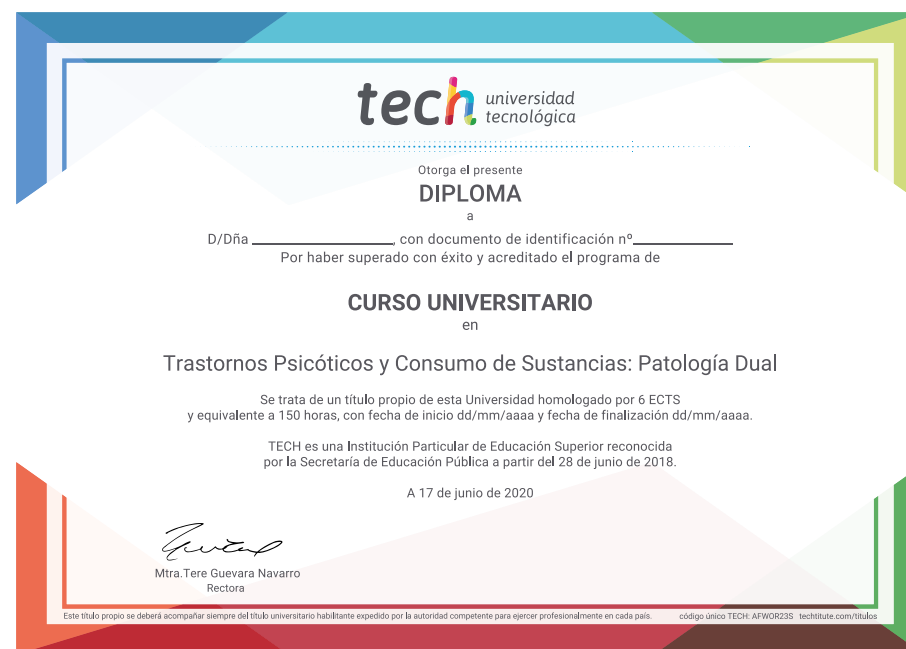 tech universidad
tecnológica
Otorga el presente
DIPLOMA
a
D/Dña ______________, con documento de identificación nº__________
Por haber superado con éxito y acreditado el programa de
CURSO UNIVERSITARIO
en
Trastornos Psicóticos y Consumo de Sustancias: Patología Dual
Se trata de un título propio de esta Universidad homologado por 6 ECTS
y equivalente a 150 horas, con fecha de inicio dd/mm/aaaa y fecha de finalización dd/mm/aaaa.
TECH es una Institución Particular de Educación Superior reconocida
por la Secretaría de Educación Pública a partir del 28 de junio de 2018.
A 17 de junio de 2020
Mtra.Tere Guevara Navarro
Rectora
Este título propio se deberá acompañar siempre del título universitario habilitante expedido por la autoridad competente para ejercer profesionalmente en cada país. código único TECH: AFWOR23S techtitute.com/titulos